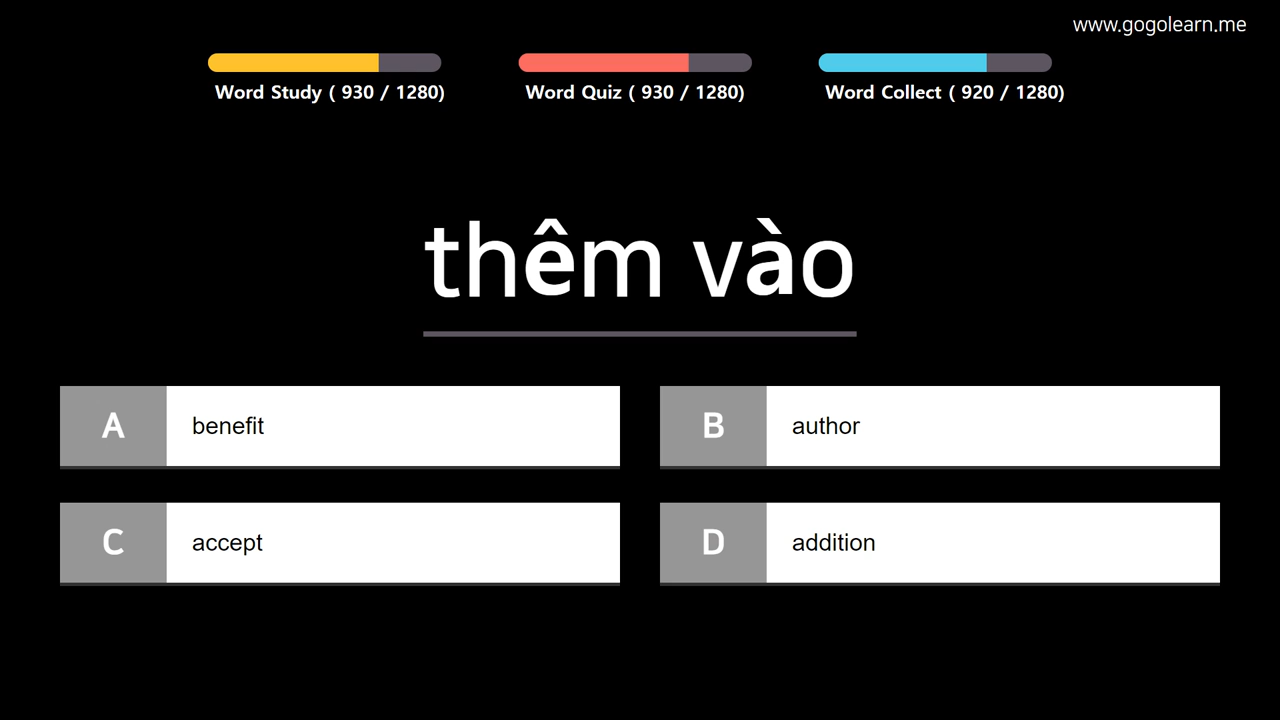 www.gogolearn.me
Word Study ( 930 / 1280)
Word Quiz ( 930 / 1280)
Word Collect ( 920 / 1280)
thêm vào
A benefit
B author
C accept
D addition